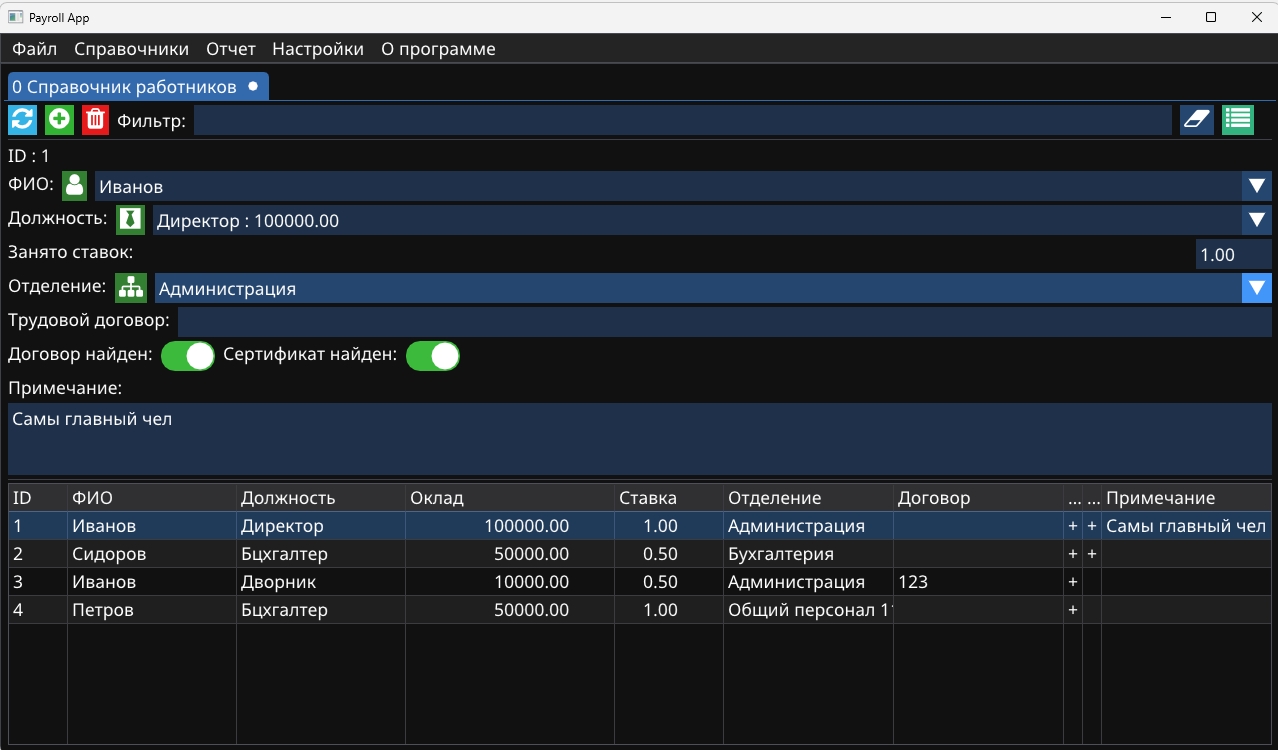 Payroll App
Файл Справочники Отчет Настройки О программе
0 Справочник работников
Фильтр:
ID : 1
ФИО: Иванов
Должность: Директор : 100000.00
Занято ставок: 1.00
Отделение: Администрация
Трудовой договор:
Договор найден: Сертификат найден:
Примечание:
Самы главный чел
ID ФИО Должность Оклад Ставка Отделение Договор ... ... Примечание
1 Иванов Директор 100000.00 1.00 Администрация + + Самы главный чел
2 Сидоров Бцхгалтер 50000.00 0.50 Бухгалтерия + +
3 Иванов Дворник 10000.00 0.50 Администрация 123 +
4 Петров Бцхгалтер 50000.00 1.00 Общий персонал 1 +